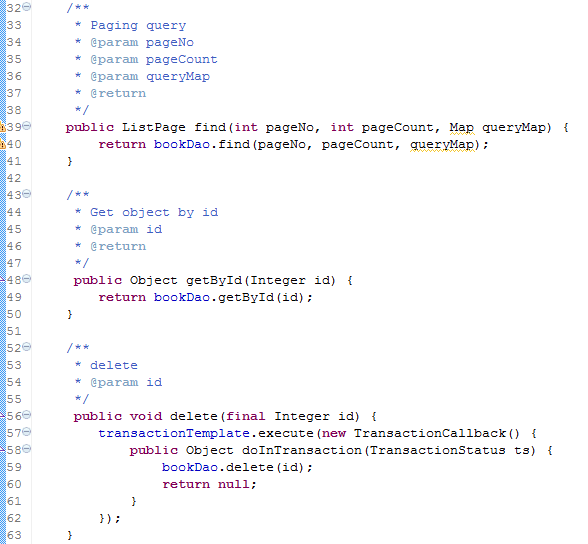 32    /**
33     * Paging query
34     * @param pageNo
35     * @param pageCount
36     * @param queryMap
37     * @return
38     */
39    public ListPage find(int pageNo, int pageCount, Map queryMap) {
40        return bookDao.find(pageNo, pageCount, queryMap);
41    }
42
43    /**
44     * Get object by id
45     * @param id
46     * @return
47     */
48     public Object getById(Integer id) {
49        return bookDao.getById(id);
50    }
51
52    /**
53     * delete
54     * @param id
55     */
56     public void delete(final Integer id) {
57        transactionTemplate.execute(new TransactionCallback() {
58            public Object doInTransaction(TransactionStatus ts) {
59                bookDao.delete(id);
60                return null;
61            }
62        });
63    }